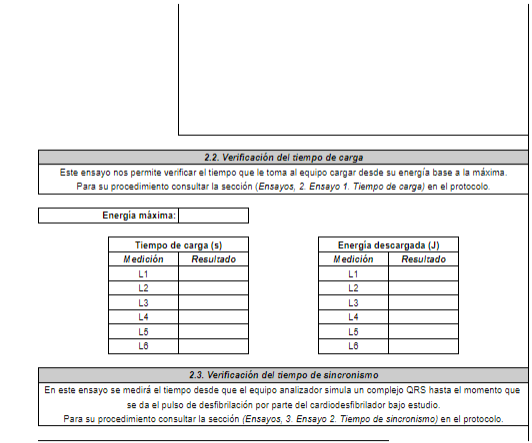 2.2. Verificación del tiempo de carga
Este ensayo nos permite verificar el tiempo que le toma al equipo cargar desde su energía base a la máxima.
Para su procedimiento consultar la sección (Ensayos, 2. Ensayo 1. Tiempo de carga) en el protocolo.
Energía máxima:
Tiempo de carga (s) Energía descargada (J)
Medición Resultado Medición Resultado
L1 L1
L2 L2
L3 L3
L4 L4
L5 L5
L6 L6
2.3. Verificación del tiempo de sincronismo
En este ensayo se medirá el tiempo desde que el equipo analizador simula un complejo QRS hasta el momento que
se da el pulso de desfibrilación por parte del cardiodesfibrilador bajo estudio.
Para su procedimiento consultar la sección (Ensayos, 3. Ensayo 2. Tiempo de sincronismo) en el protocolo.